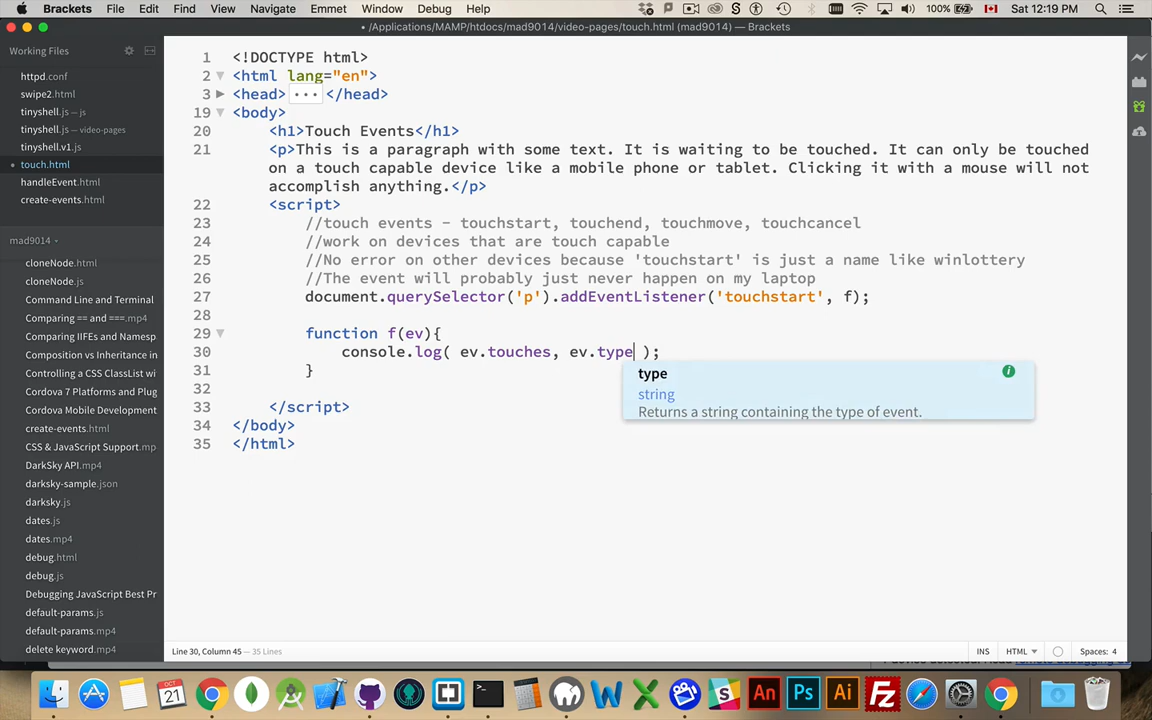 Brackets File Edit Find View Navigate Emmet Window Debug Help 100% Sat 12:19 PM
• /Applications/MAMP/htdocs/mad9014/video-pages/touch.html (mad9014) — Brackets
Working Files
httpd.conf
swipe2.html
tinyshell.js — js
tinyshell.js — video-pages
tinyshell.v1.js
• touch.html
handleEvent.html
create-events.html
mad9014
cloneNode.html
cloneNode.js
Command Line and Terminal
Comparing == and ===.mp4
Comparing IIFEs and Namesp
Composition vs Inheritance in
Controlling a CSS ClassList wi
Cordova 7 Platforms and Plug
Cordova Mobile Development
create-events.html
CSS & JavaScript Support.mp
DarkSky API.mp4
darksky-sample.json
darksky.js
dates.js
dates.mp4
debug.html
debug.js
Debugging JavaScript Best Pr
default-params.js
default-params.mp4
delete keyword.mp4
1 <!DOCTYPE html>
2 <html lang="en">
3 <head> ··· </head>
19 <body>
20 <h1>Touch Events</h1>
21 <p>This is a paragraph with some text. It is waiting to be touched. It can only be touched
on a touch capable device like a mobile phone or tablet. Clicking it with a mouse will not
accomplish anything.</p>
22 <script>
23 //touch events - touchstart, touchend, touchmove, touchcancel
24 //work on devices that are touch capable
25 //No error on other devices because 'touchstart' is just a name like winlottery
26 //The event will probably just never happen on my laptop
27 document.querySelector('p').addEventListener('touchstart', f);
28
29 function f(ev){
30 console.log( ev.touches, ev.type );
31 }
32
33 </script>
34 </body>
35 </html>
type
string
Returns a string containing the type of event.
Line 30, Column 45 — 35 Lines
INS HTML Spaces: 4
OCT
21
An Ps Ai Fz